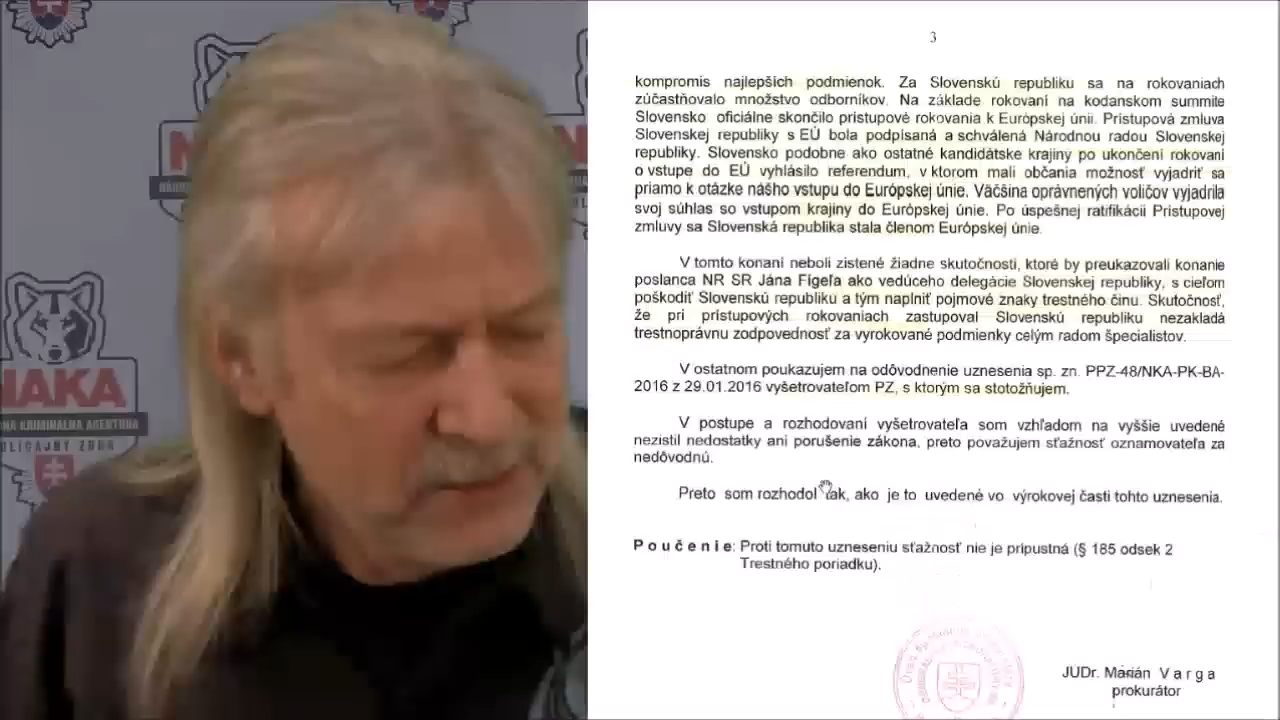 NAKA
NÁRODNÁ KRIMINÁLNA AGENTÚRA
POLICAJNÝ ZBOR
3
kompromis najlepších podmienok. Za Slovenskú republiku sa na rokovaniach
zúčastňovalo množstvo odborníkov. Na základe rokovaní na kodanskom summite
Slovensko oficiálne skončilo prístupové rokovania k Európskej únii. Prístupová zmluva
Slovenskej republiky s EÚ bola podpísaná a schválená Národnou radou Slovenskej
republiky. Slovensko podobne ako ostatné kandidátske krajiny po ukončení rokovaní
o vstupe do EÚ vyhlásilo referendum, v ktorom mali občania možnosť vyjadriť sa
priamo k otázke nášho vstupu do Európskej únie. Väčšina oprávnených voličov vyjadrila
svoj súhlas so vstupom krajiny do Európskej únie. Po úspešnej ratifikácii Prístupovej
zmluvy sa Slovenská republika stala členom Európskej únie.
V tomto konaní neboli zistené žiadne skutočnosti, ktoré by preukazovali konanie
poslanca NR SR Jána Fígeľa ako vedúceho delegácie Slovenskej republiky, s cieľom
poškodiť Slovenskú republiku a tým naplniť pojmové znaky trestného činu. Skutočnosť,
že pri prístupových rokovaniach zastupoval Slovenskú republiku nezakladá
trestnoprávnu zodpovednosť za vyrokované podmienky celým radom špecialistov.
V ostatnom poukazujem na odôvodnenie uznesenia sp. zn. PPZ-48/NKA-PK-BA-
2016 z 29.01.2016 vyšetrovateľom PZ, s ktorým sa stotožňujem.
V postupe a rozhodovaní vyšetrovateľa som vzhľadom na vyššie uvedené
nezistil nedostatky ani porušenie zákona, preto považujem sťažnosť oznamovateľa za
nedôvodnú.
Preto som rozhodol tak, ako je to uvedené vo výrokovej časti tohto uznesenia.
Poučenie: Proti tomuto uzneseniu sťažnosť nie je prípustná (§ 185 odsek 2
Trestného poriadku).
JUDr. Marián Varga
prokurátor